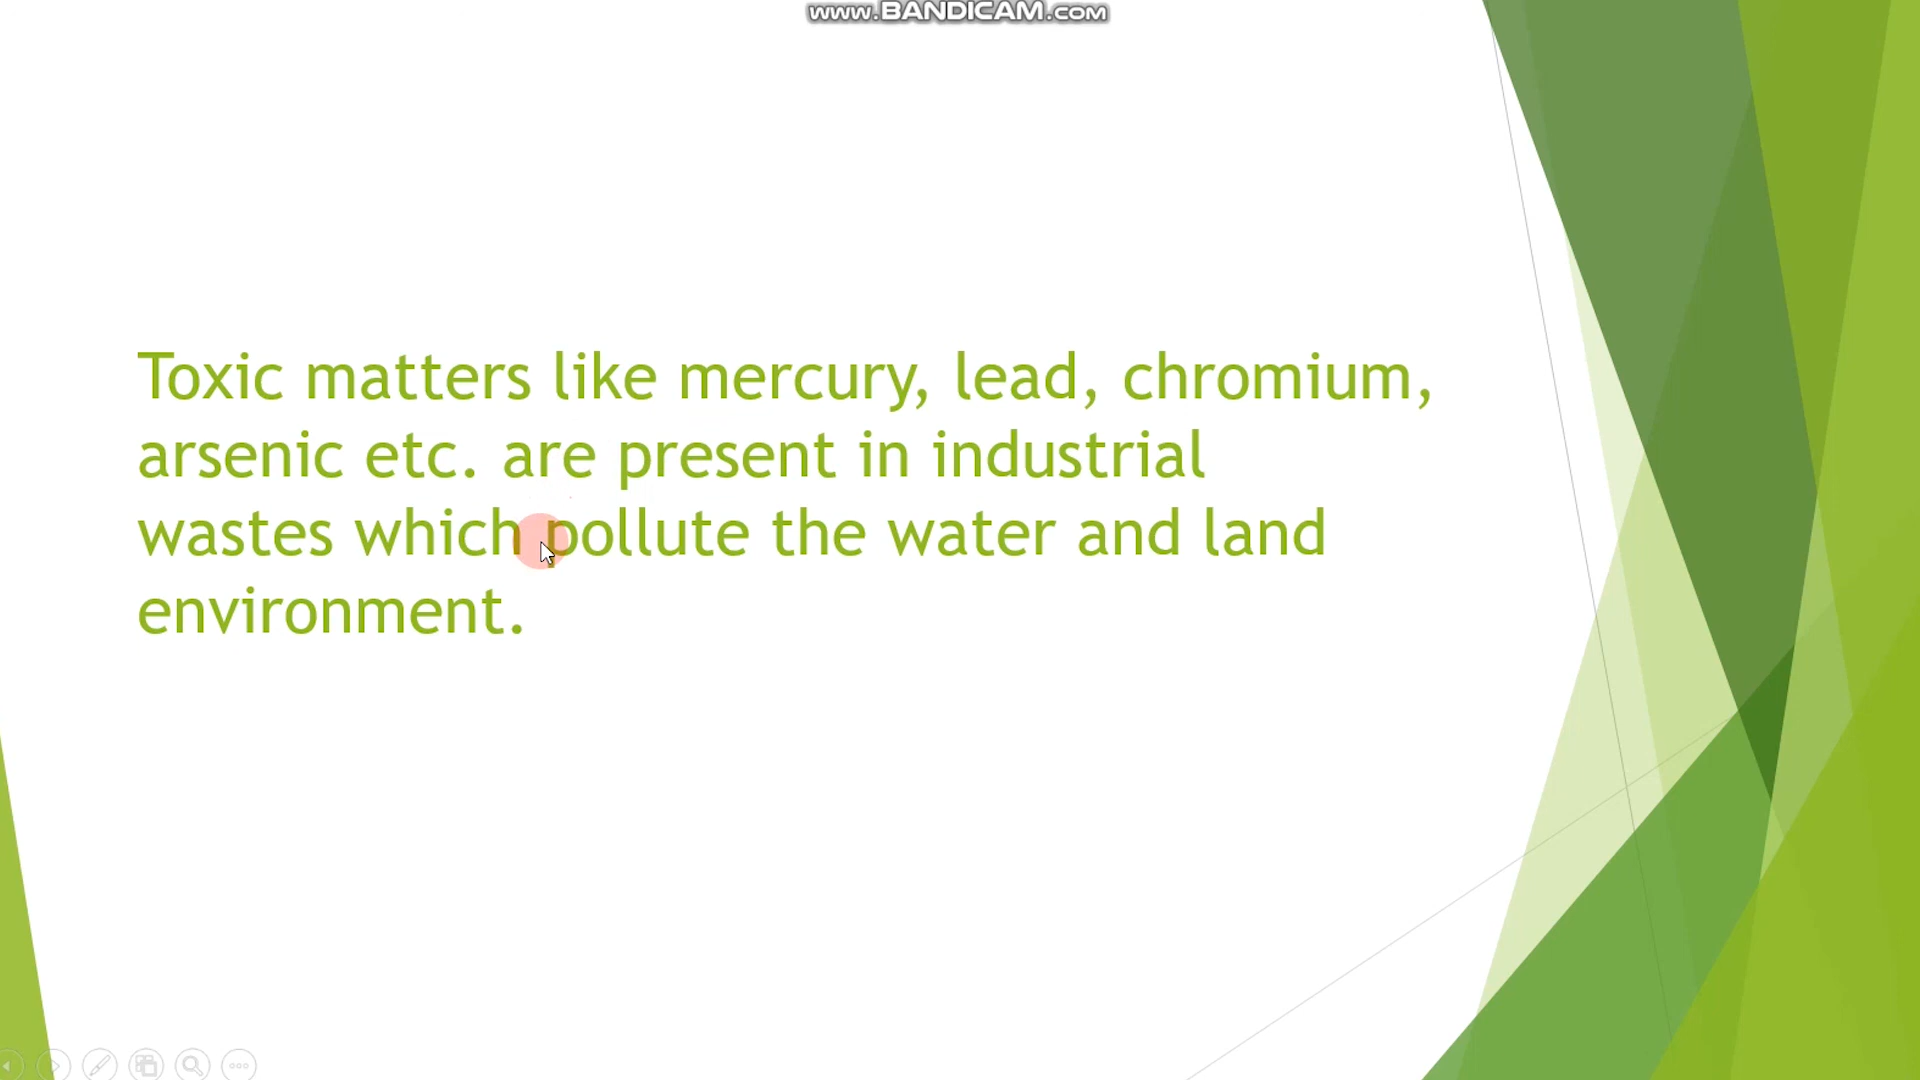 www.BANDICAM.com
Toxic matters like mercury, lead, chromium,
arsenic etc. are present in industrial
wastes which pollute the water and land
environment.